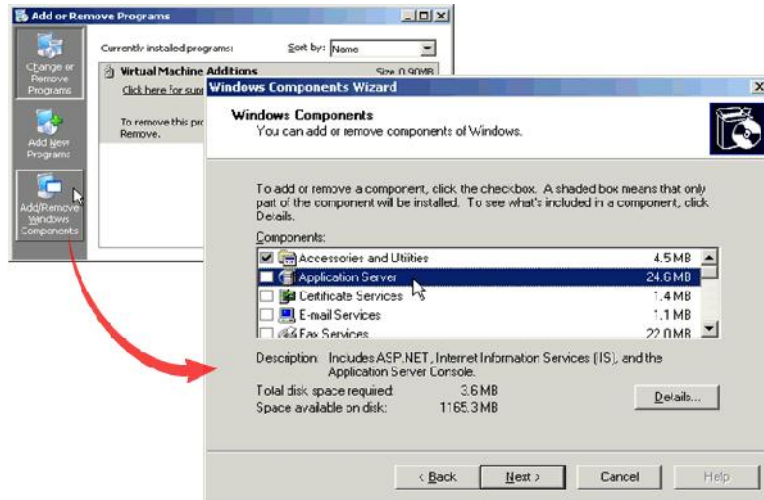 Add or Remove Programs
Currently installed programs:
Sort by: Name
Change or
Remove
Programs
Virtual Machine Additions
Size 0.90MB
Click here for supp
To remove this pro
Remove.
Add New
Programs
Add/Remove
Windows
Components
Windows Components Wizard
Windows Components
You can add or remove components of Windows.
To add or remove a component, click the checkbox. A shaded box means that only
part of the component will be installed. To see what's included in a component, click
Details.
Components:
Accessories and Utilities 4.5 MB
Application Server 24.6 MB
Certificate Services 1.4 MB
E-mail Services 1.1 MB
Fax Services 22.0 MB
Description: Includes ASP.NET, Internet Information Services (IIS), and the
Application Server Console.
Total disk space required: 3.6 MB
Space available on disk: 1165.3 MB
Details...
< Back
Next >
Cancel
Help